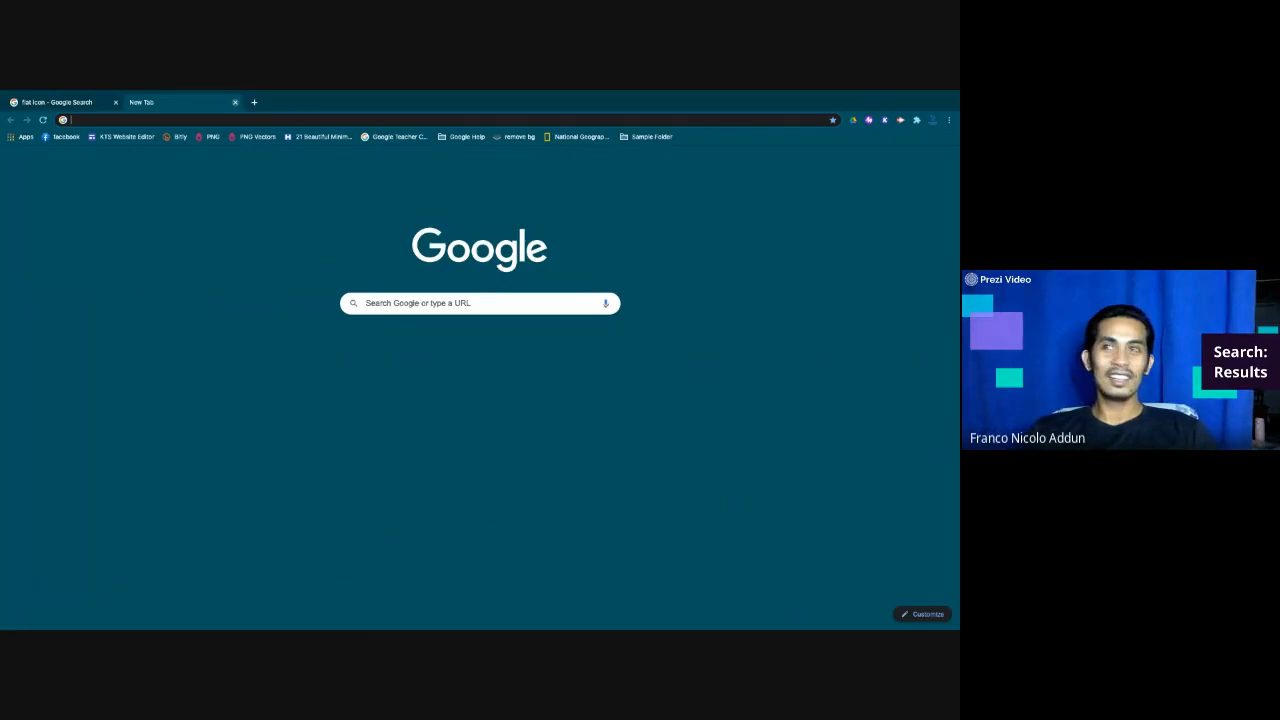 flat icon - Google Search
New Tab
Apps
facebook
KTS Website Editor
Bitly
PNG
PNG Vectors
21 Beautiful Minim...
Google Teacher C...
Google Help
remove bg
National Geograp...
Sample Folder
Google
Search Google or type a URL
Customize
Prezi Video
Search:
Results
Franco Nicolo Addun